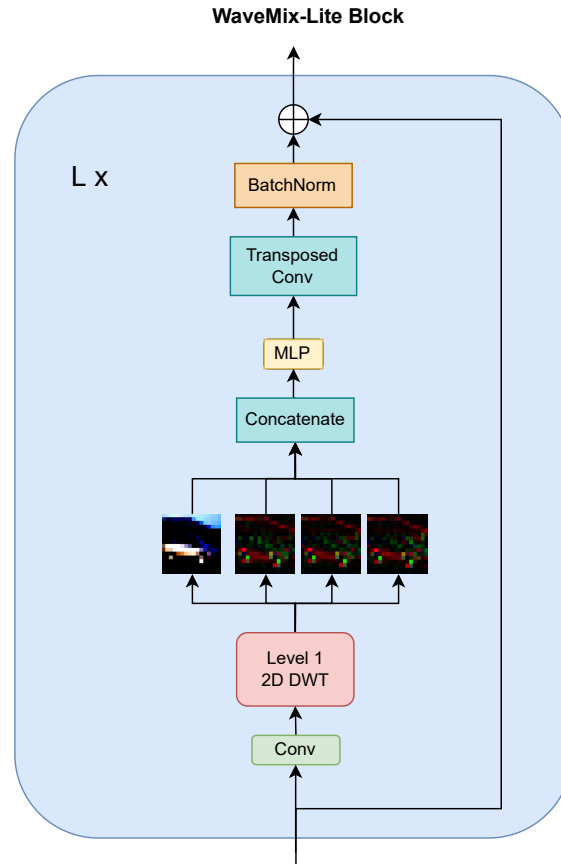 WaveMix-Lite Block
L x
BatchNorm
Transposed
Conv
MLP
Concatenate
Level 1
2D DWT
Conv